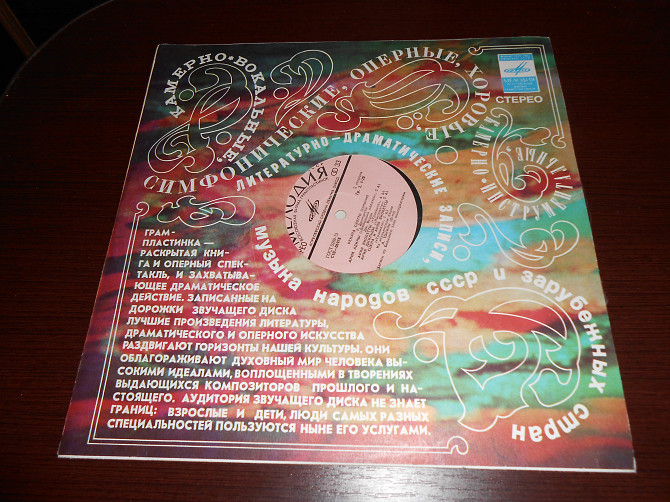 КАМЕРНО-ВОКАЛЬНЫЕ,
СИМФОНИЧЕСКИЕ, ОПЕРНЫЕ, ХОРОВЫЕ,
КАМЕРНО-ИНСТРУМЕНТАЛЬНЫЕ,
ЛИТЕРАТУРНО-ДРАМАТИЧЕСКИЕ ЗАПИСИ,
музыка народов ссср и зарубежных стран
СТЕРЕО
МЕЛОДИЯ
ГРАМ-
ПЛАСТИНКА —
РАСКРЫТАЯ КНИ-
ГА И ОПЕРНЫЙ СПЕК-
ТАКЛЬ, И ЗАХВАТЫВА-
ЮЩЕЕ ДРАМАТИЧЕСКОЕ
ДЕЙСТВИЕ. ЗАПИСАННЫЕ НА
ДОРОЖКИ ЗВУЧАЩЕГО ДИСКА
ЛУЧШИЕ ПРОИЗВЕДЕНИЯ ЛИТЕРАТУРЫ,
ДРАМАТИЧЕСКОГО И ОПЕРНОГО ИСКУССТВА
РАЗДВИГАЮТ ГОРИЗОНТЫ НАШЕЙ КУЛЬТУРЫ. ОНИ
ОБЛАГОРАЖИВАЮТ ДУХОВНЫЙ МИР ЧЕЛОВЕКА ВЫ-
СОКИМИ ИДЕАЛАМИ, ВОПЛОЩЕННЫМИ В ТВОРЕНИЯХ
ВЫДАЮЩИХСЯ КОМПОЗИТОРОВ ПРОШЛОГО И НА-
СТОЯЩЕГО. АУДИТОРИЯ ЗВУЧАЩЕГО ДИСКА НЕ ЗНАЕТ
ГРАНИЦ: ВЗРОСЛЫЕ И ДЕТИ, ЛЮДИ САМЫХ РАЗНЫХ
СПЕЦИАЛЬНОСТЕЙ ПОЛЬЗУЮТСЯ НЫНЕ ЕГО УСЛУГАМИ.